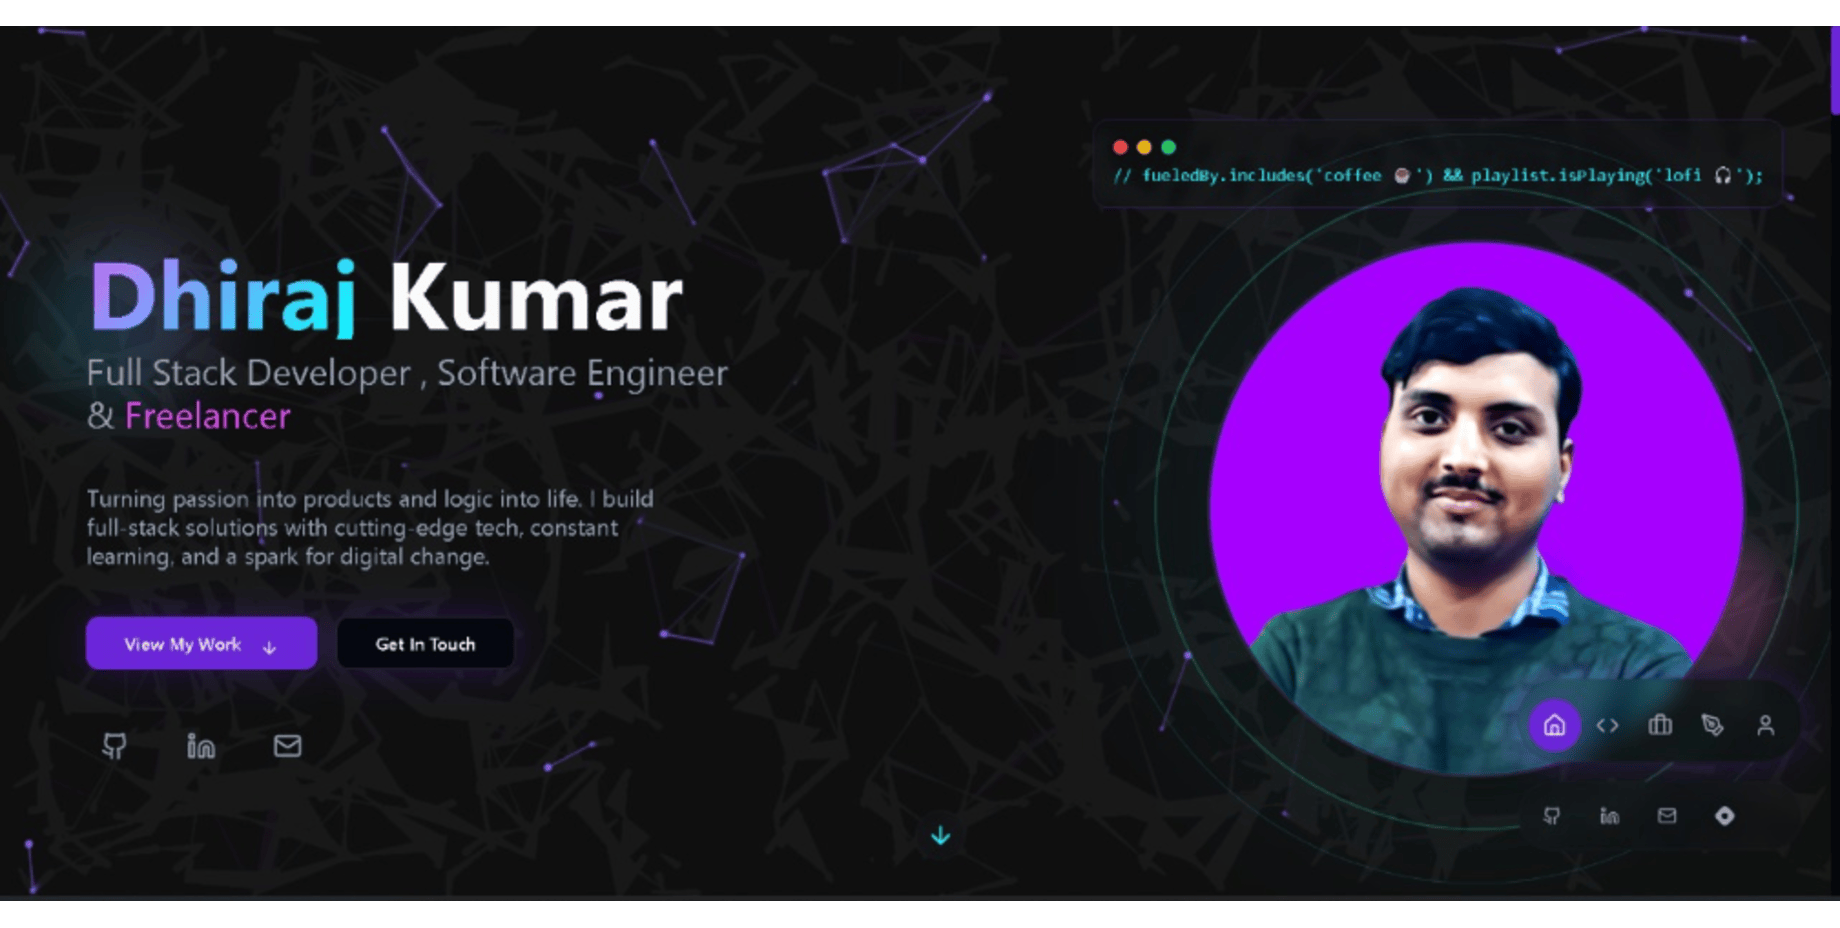 // fueledBy.includes('coffee ☕') && playlist.isPlaying('lofi 🎧');
Dhiraj Kumar
Full Stack Developer , Software Engineer
& Freelancer
Turning passion into products and logic into life. I build
full-stack solutions with cutting-edge tech, constant
learning, and a spark for digital change.
View My Work ↓
Get In Touch